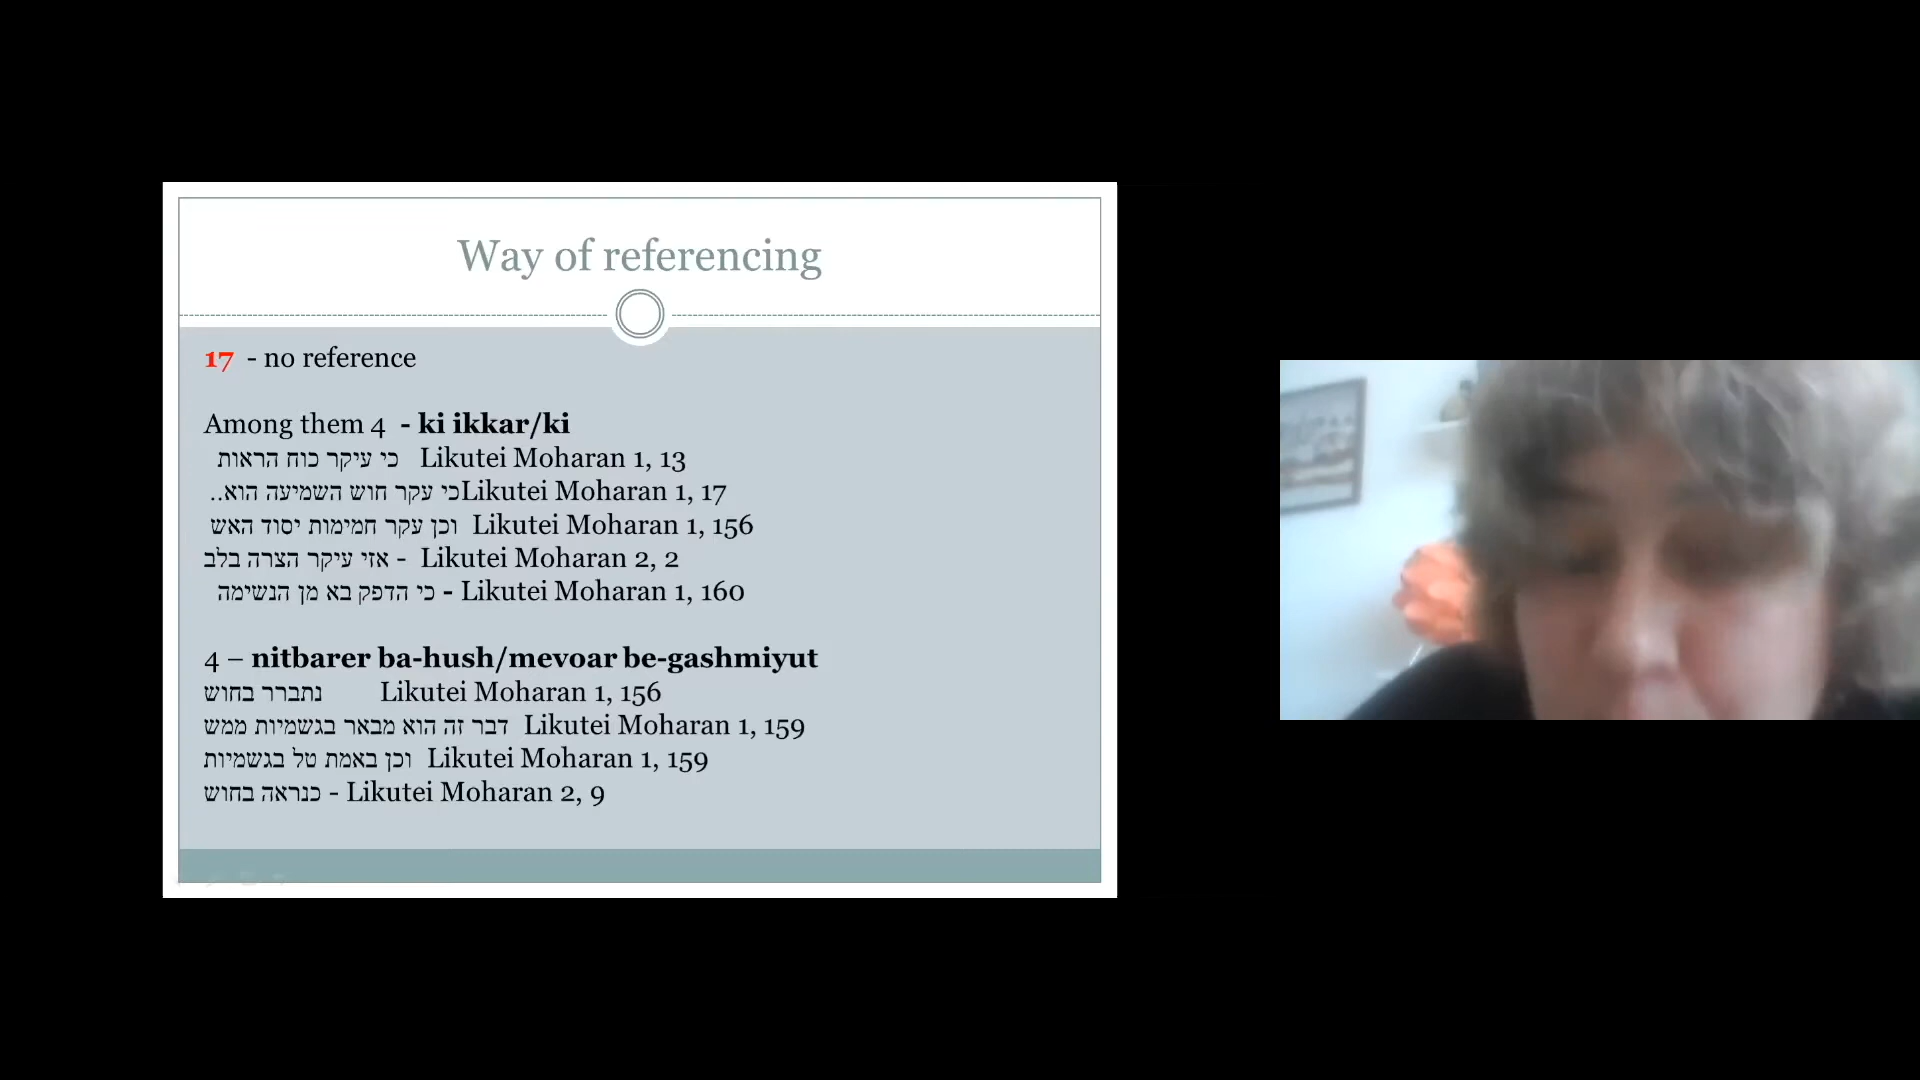 Way of referencing
17 - no reference
Among them 4 - ki ikkar/ki
כי עיקר כוח הראות Likutei Moharan 1, 13
כי עקר חוש השמיעה הוא.. Likutei Moharan 1, 17
וכן עקר חמימות יסוד האש Likutei Moharan 1, 156
אזי עיקר הצרה בלב - Likutei Moharan 2, 2
כי הדפק בא מן הנשימה - Likutei Moharan 1, 160
4 – nitbarer ba-hush/mevoar be-gashmiyut
נתברר בחוש Likutei Moharan 1, 156
דבר זה הוא מבאר בגשמיות ממש Likutei Moharan 1, 159
וכן באמת טל בגשמיות Likutei Moharan 1, 159
כנראה בחוש - Likutei Moharan 2, 9